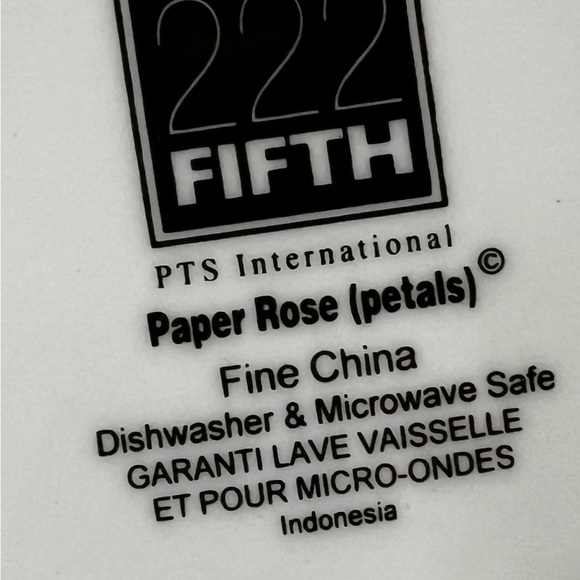 222
FIFTH
PTS International
Paper Rose (petals)©
Fine China
Dishwasher & Microwave Safe
GARANTI LAVE VAISSELLE
ET POUR MICRO-ONDES
Indonesia